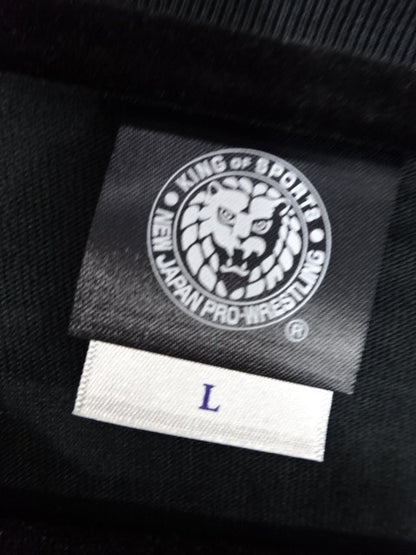 KING OF SPORTS
NEW JAPAN PRO-WRESTLING
®
L